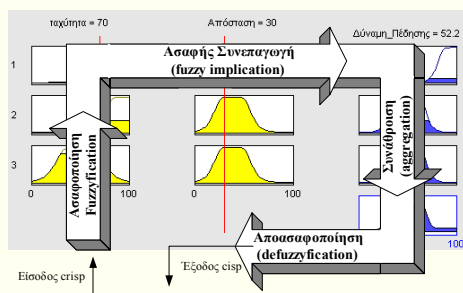 ταχύτητα = 70
Απόσταση = 30
Δύναμη_Πέδησης = 52.2
1
Ασαφής Συνεπαγωγή
(fuzzy implication)
2
3
Ασαφοποίηση
Fuzzyfication
Συνάθροιση
(aggregation)
0
100
0
100
100
Αποασαφοποίηση
(defuzzyfication)
Είσοδος crisp
Έξοδος crisp